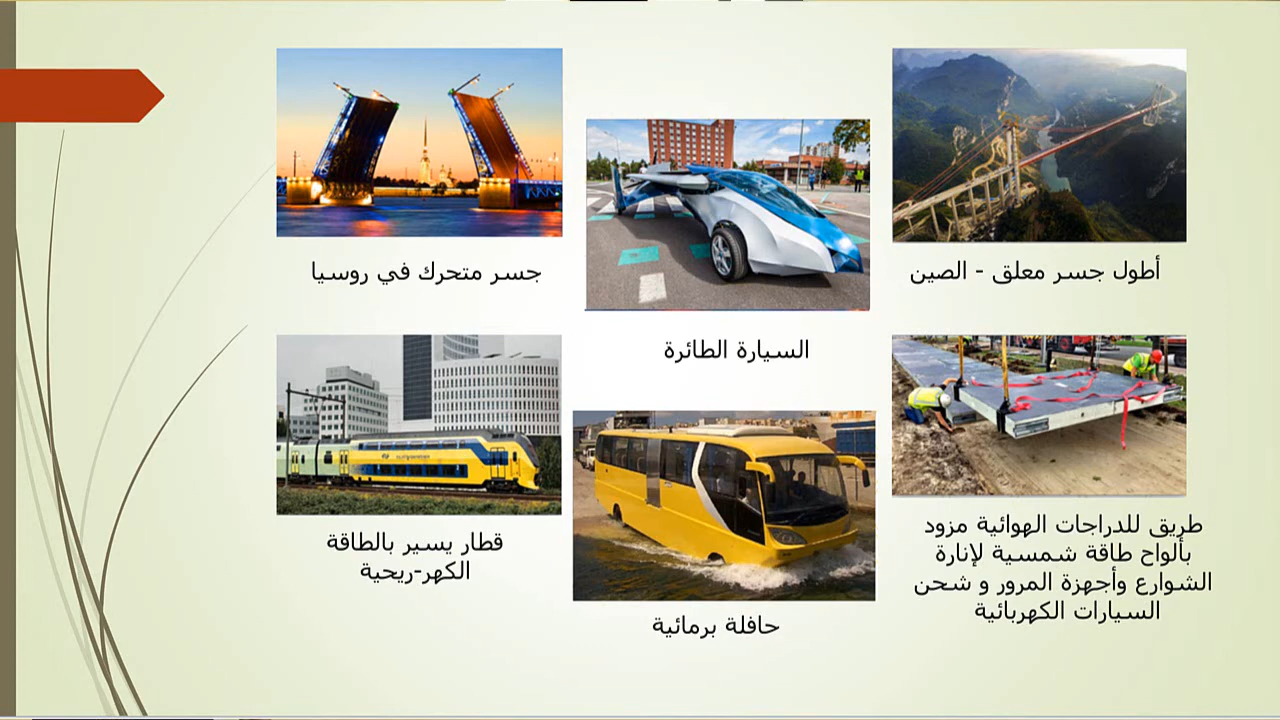 أطول جسر معلق - الصين
جسر متحرك في روسيا
السيارة الطائرة
طريق للدراجات الهوائية مزود
بألواح طاقة شمسية لإنارة
الشوارع وأجهزة المرور و شحن
السيارات الكهربائية
قطار يسير بالطاقة
الكهر-ريحية
حافلة برمائية